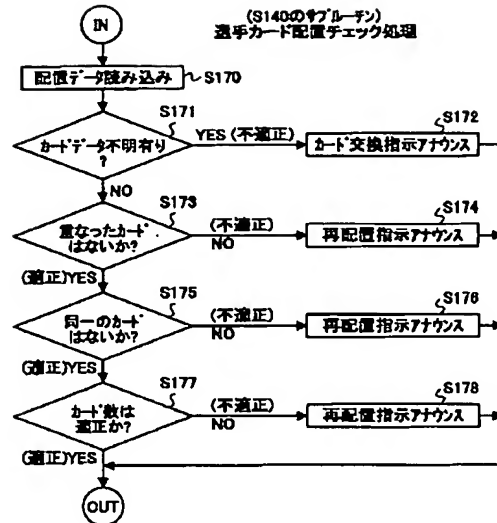 (S140のサブルーチン)
選手カード配置チェック処理
IN
配置データ読み込み
S170
S171
カードデータ不明有り
?
YES (不適正)
S172
カード交換指示アナウンス
NO
S173
重なったカード
はないか?
(不適正)
NO
S174
再配置指示アナウンス
(適正)YES
S175
同一のカード
はないか?
(不適正)
NO
S176
再配置指示アナウンス
(適正)YES
S177
カード数は
適正か?
(不適正)
NO
S178
再配置指示アナウンス
(適正)YES
OUT